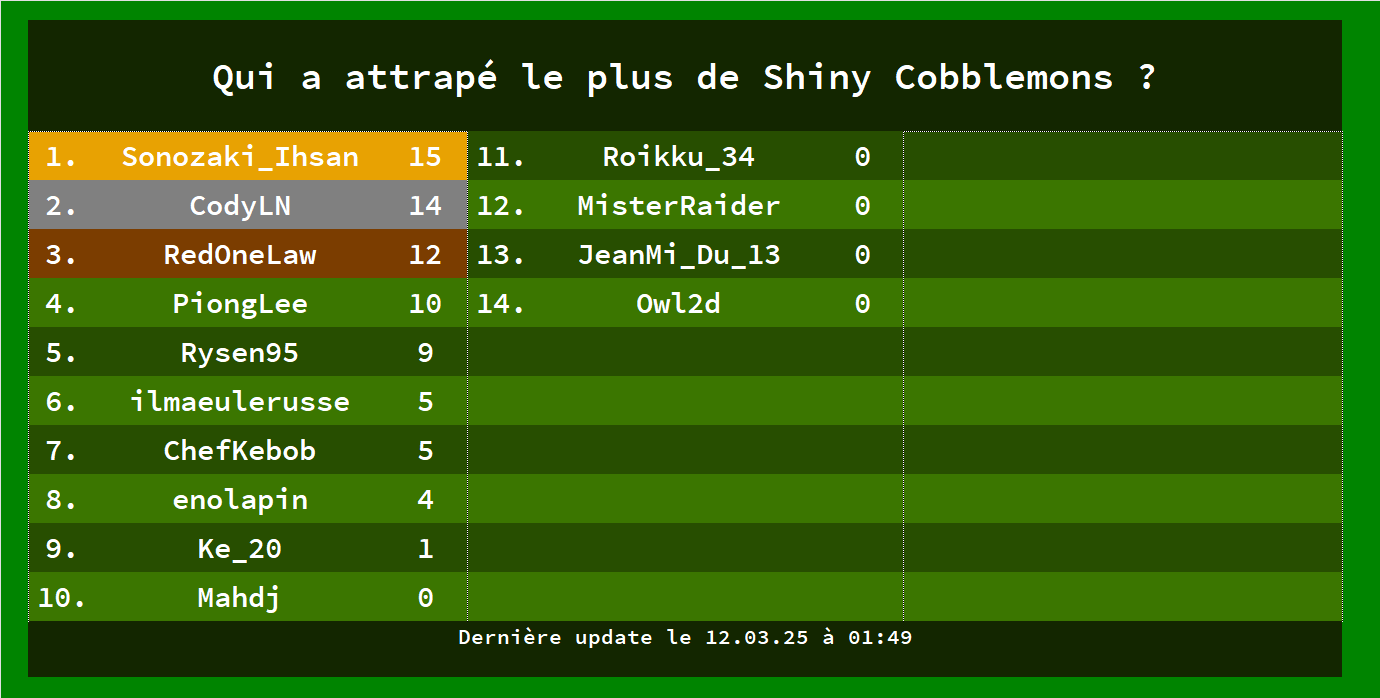 Qui a attrapé le plus de Shiny Cobblemons ?
1. Sonozaki_Ihsan 15
2. CodyLN 14
3. RedOneLaw 12
4. PiongLee 10
5. Rysen95 9
6. ilmaeulerusse 5
7. ChefKebob 5
8. enolapin 4
9. Ke_20 1
10. Mahdj 0
11. Roikku_34 0
12. MisterRaider 0
13. JeanMi_Du_13 0
14. Owl2d 0
Dernière update le 12.03.25 à 01:49